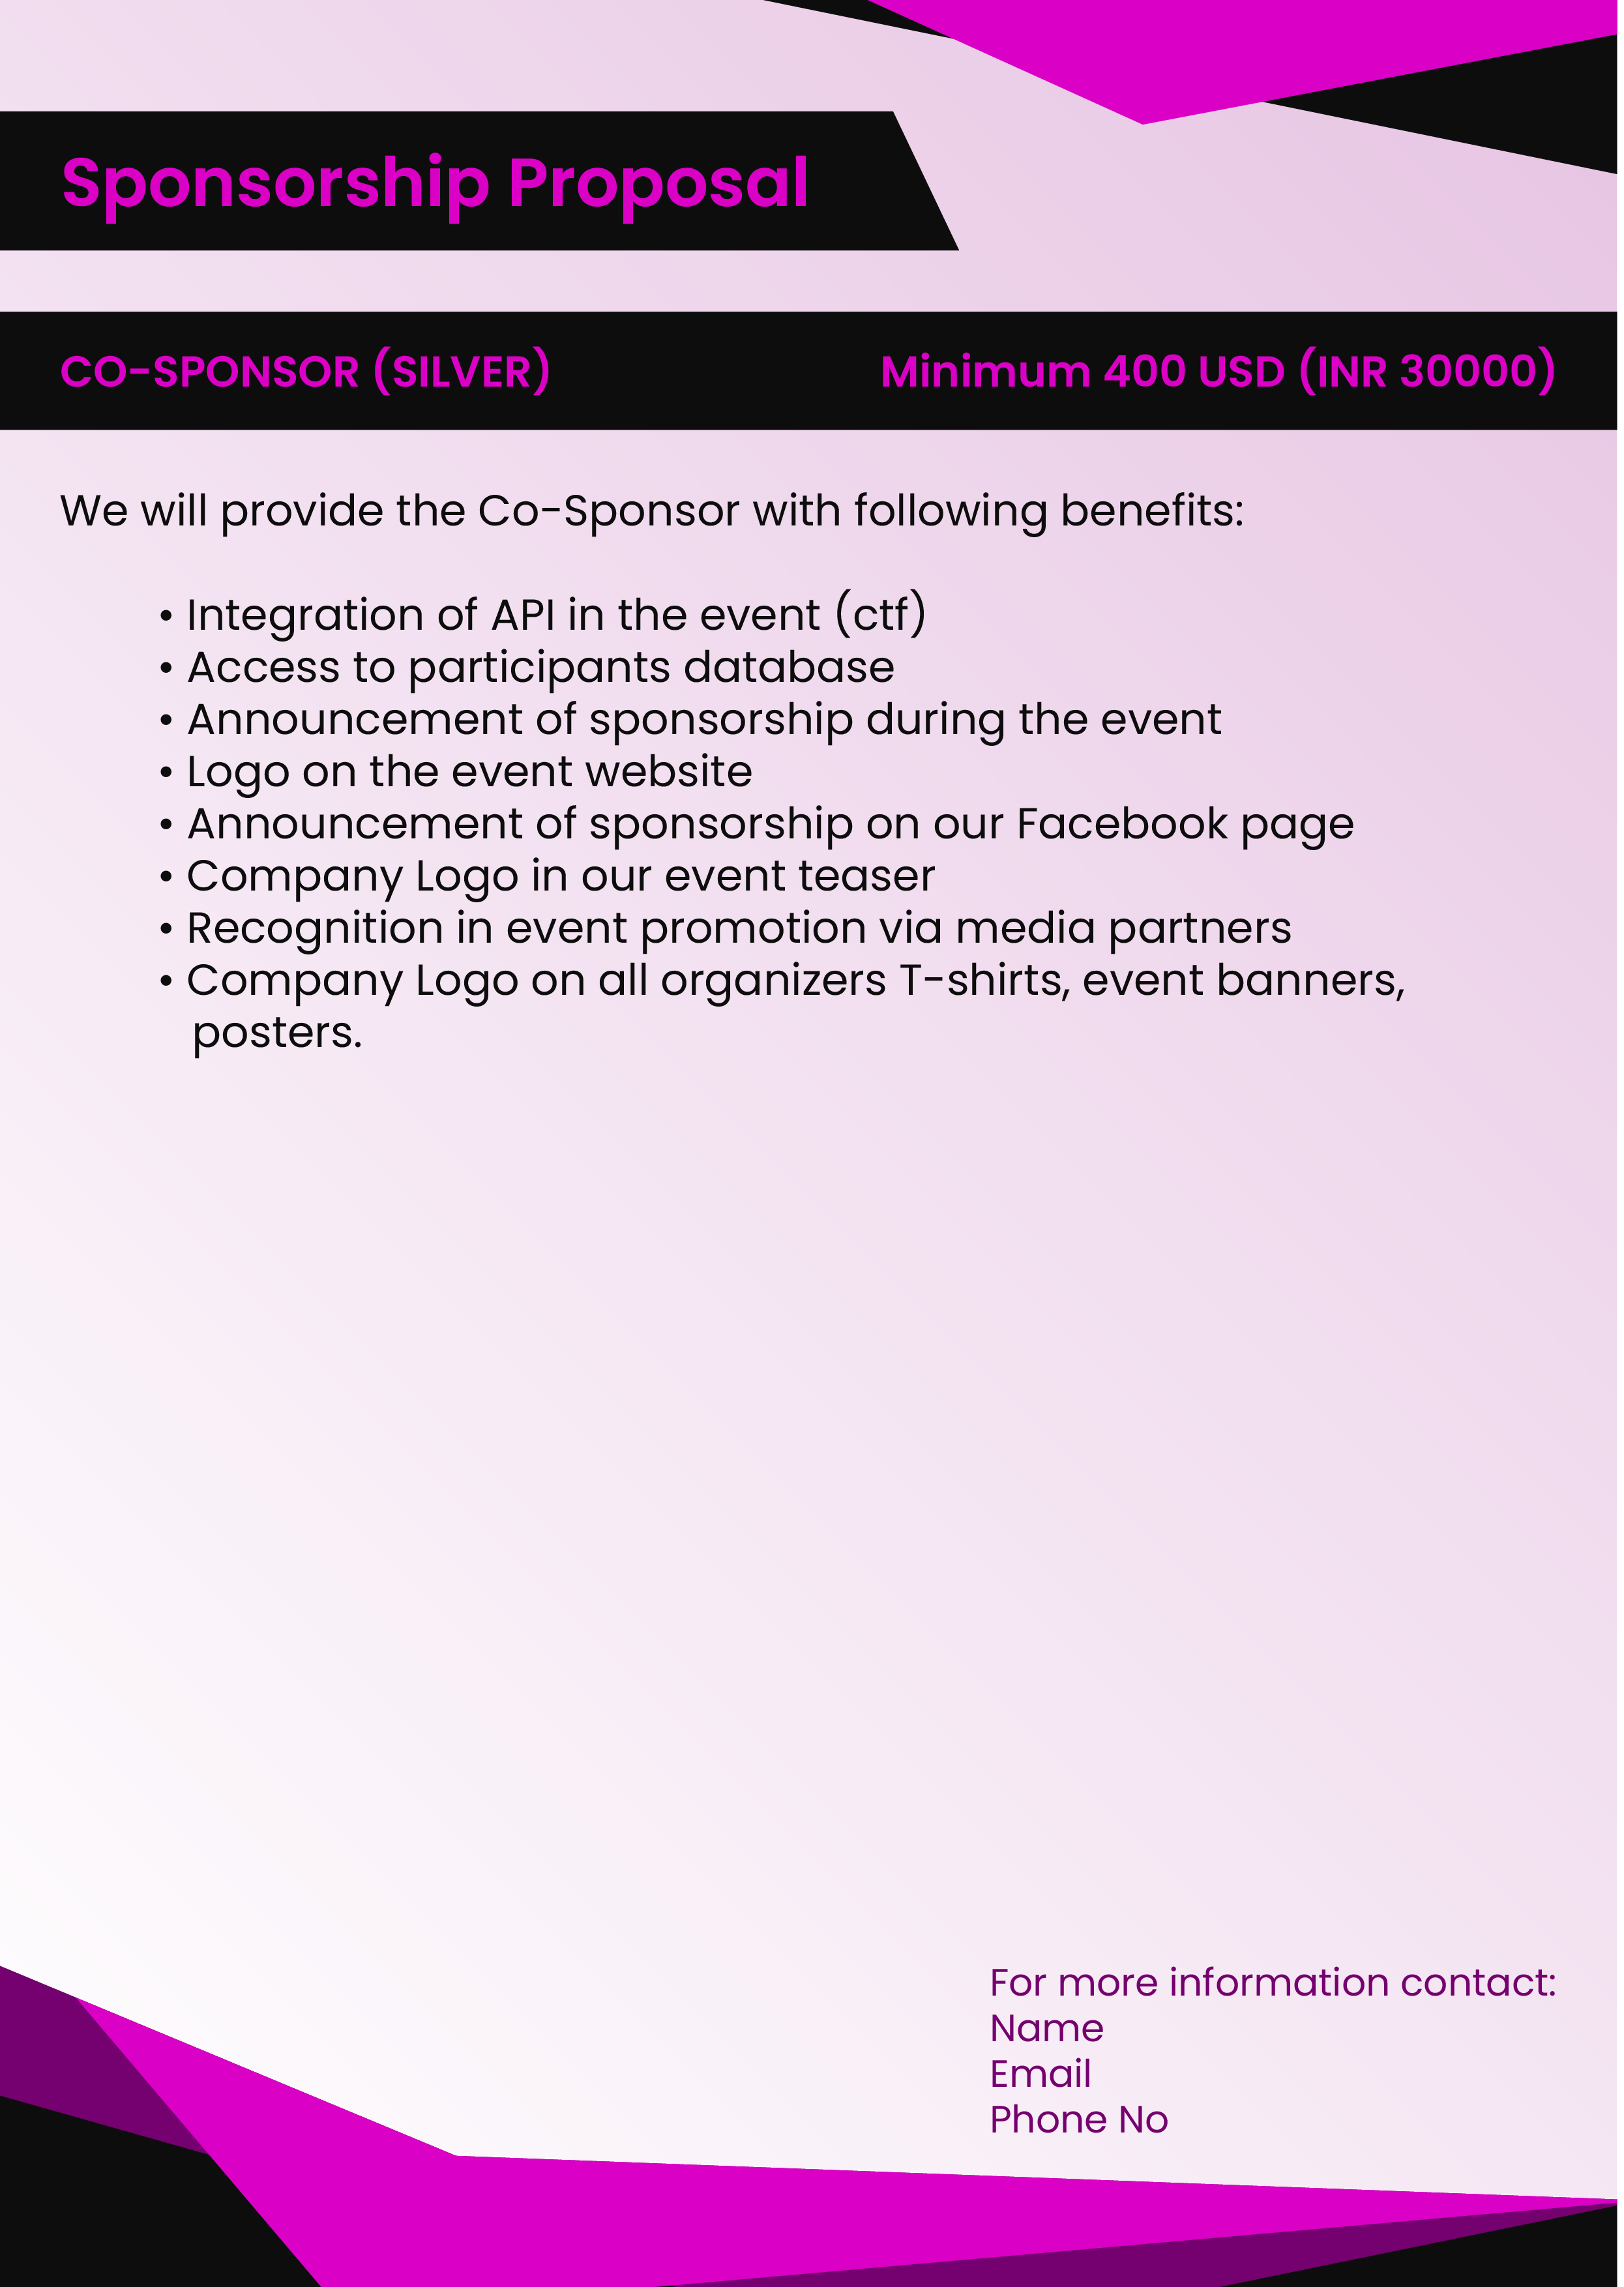 Sponsorship Proposal
CO-SPONSOR (SILVER) Minimum 400 USD (INR 30000)
We will provide the Co-Sponsor with following benefits:
• Integration of API in the event (ctf)
• Access to participants database
• Announcement of sponsorship during the event
• Logo on the event website
• Announcement of sponsorship on our Facebook page
• Company Logo in our event teaser
• Recognition in event promotion via media partners
• Company Logo on all organizers T-shirts, event banners,
posters.
For more information contact:
Name
Email
Phone No